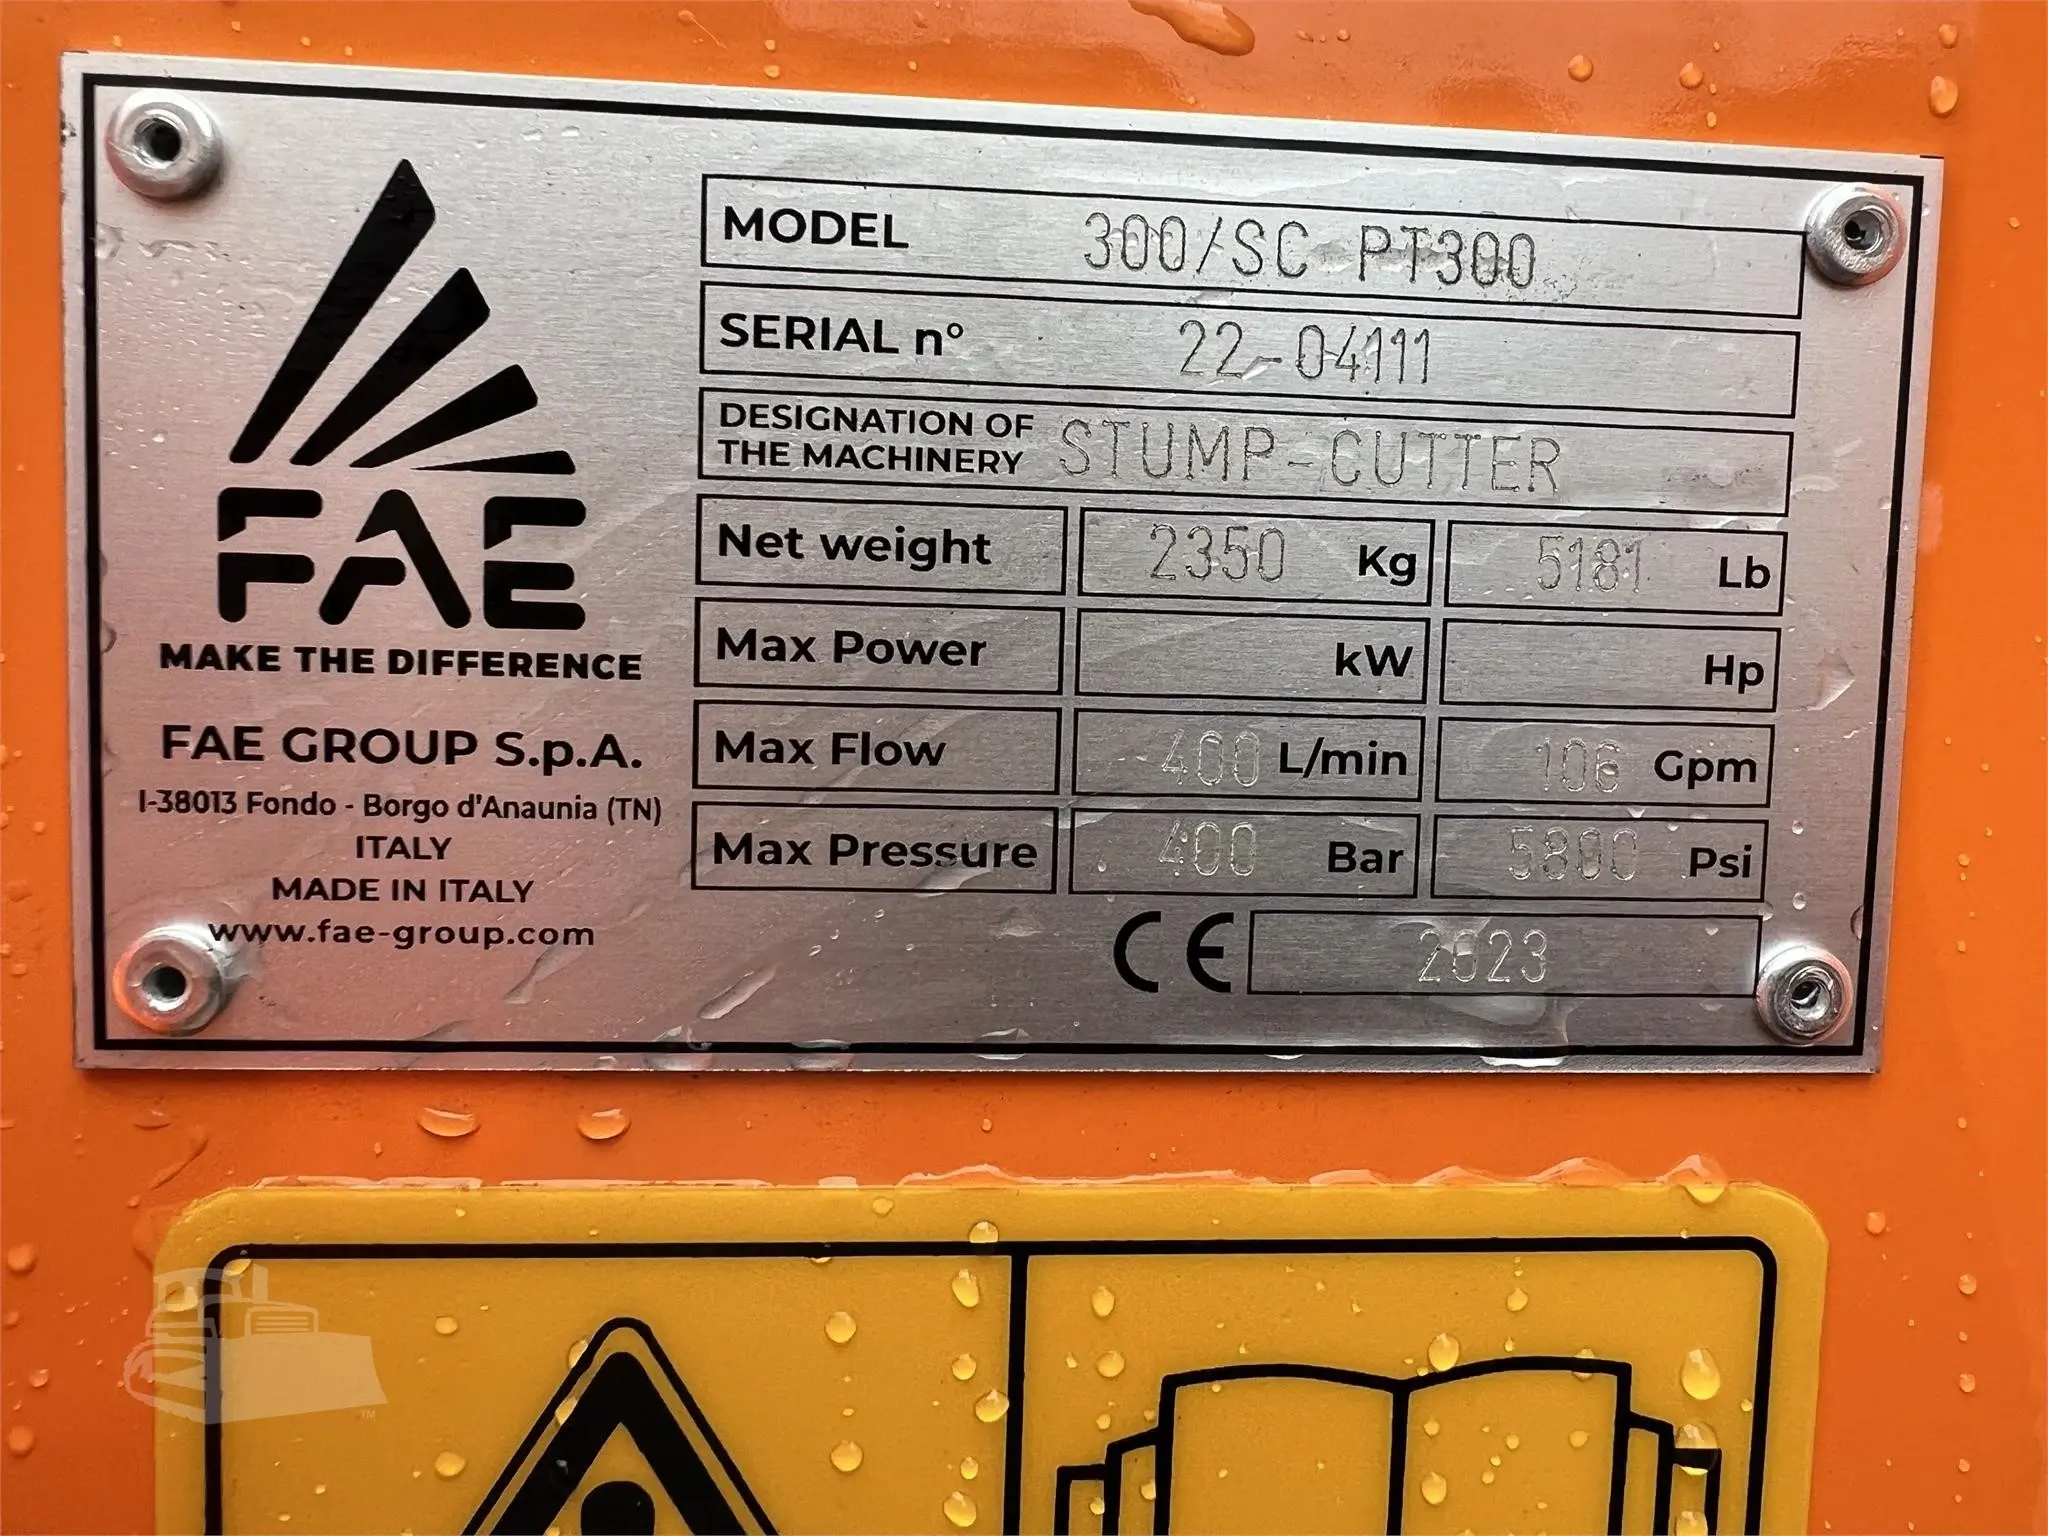 FAE
MAKE THE DIFFERENCE
FAE GROUP S.p.A.
I-38013 Fondo - Borgo d'Anaunia (TN)
ITALY
MADE IN ITALY
www.fae-group.com
MODEL 300/SC PT300
SERIAL n° 22-04111
DESIGNATION OF
THE MACHINERY STUMP-CUTTER
Net weight 2350 Kg 5181 Lb
Max Power kW Hp
Max Flow 400 L/min 106 Gpm
Max Pressure 400 Bar 5800 Psi
CE 2023
TM